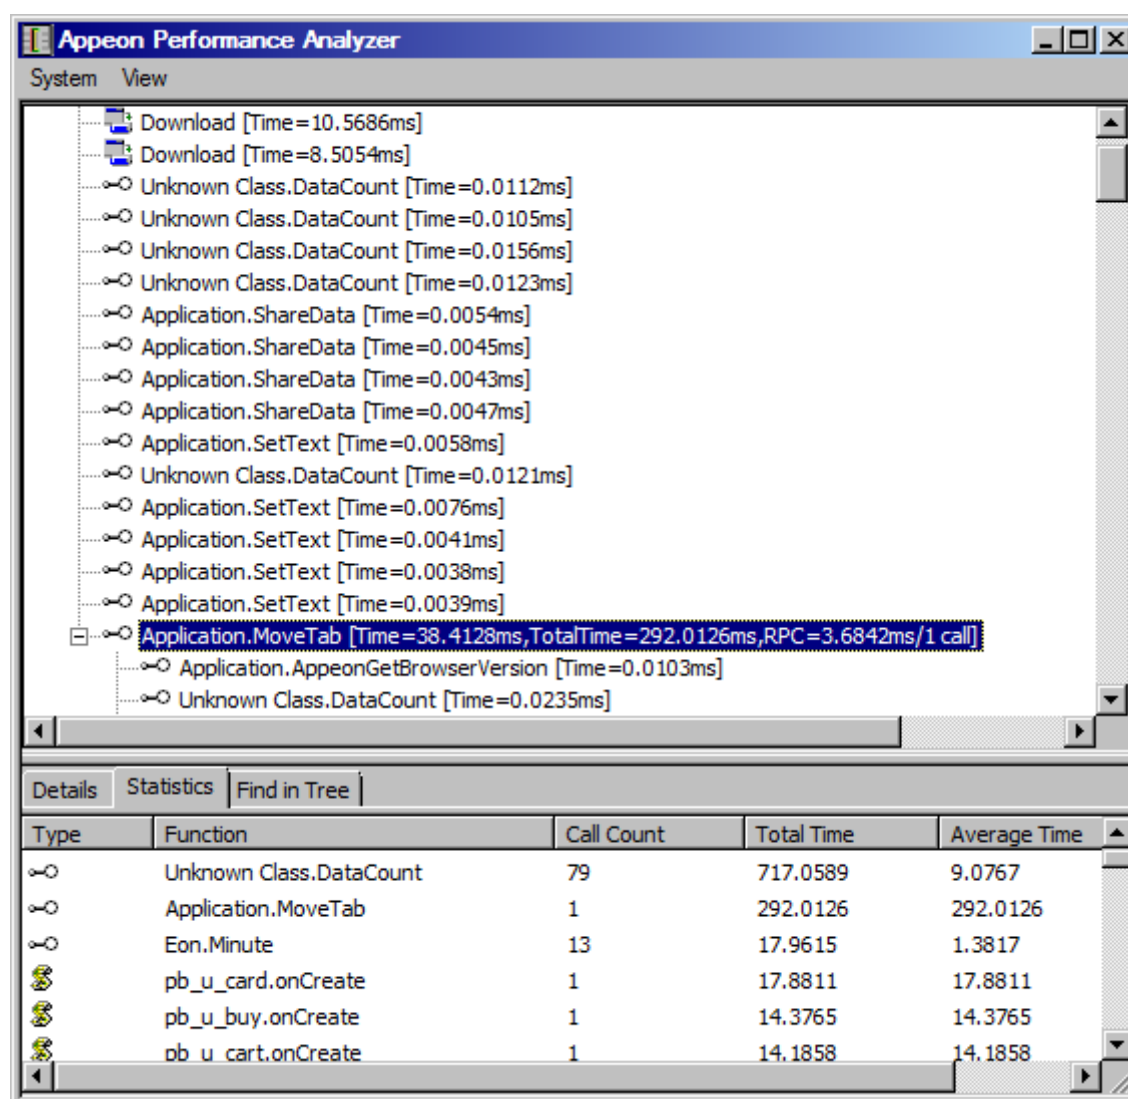 Appeon Performance Analyzer
System View
Download [Time=10.5686ms]
Download [Time=8.5054ms]
Unknown Class.DataCount [Time=0.0112ms]
Unknown Class.DataCount [Time=0.0105ms]
Unknown Class.DataCount [Time=0.0156ms]
Unknown Class.DataCount [Time=0.0123ms]
Application.ShareData [Time=0.0054ms]
Application.ShareData [Time=0.0045ms]
Application.ShareData [Time=0.0043ms]
Application.ShareData [Time=0.0047ms]
Application.SetText [Time=0.0058ms]
Unknown Class.DataCount [Time=0.0121ms]
Application.SetText [Time=0.0076ms]
Application.SetText [Time=0.0041ms]
Application.SetText [Time=0.0038ms]
Application.SetText [Time=0.0039ms]
Application.MoveTab [Time=38.4128ms,TotalTime=292.0126ms,RPC=3.6842ms/1 call]
Application.AppeonGetBrowserVersion [Time=0.0103ms]
Unknown Class.DataCount [Time=0.0235ms]
Details Statistics Find in Tree
Type Function Call Count Total Time Average Time
Unknown Class.DataCount 79 717.0589 9.0767
Application.MoveTab 1 292.0126 292.0126
Eon.Minute 13 17.9615 1.3817
pb_u_card.onCreate 1 17.8811 17.8811
pb_u_buy.onCreate 1 14.3765 14.3765
pb_u_cart.onCreate 1 14.1858 14.1858